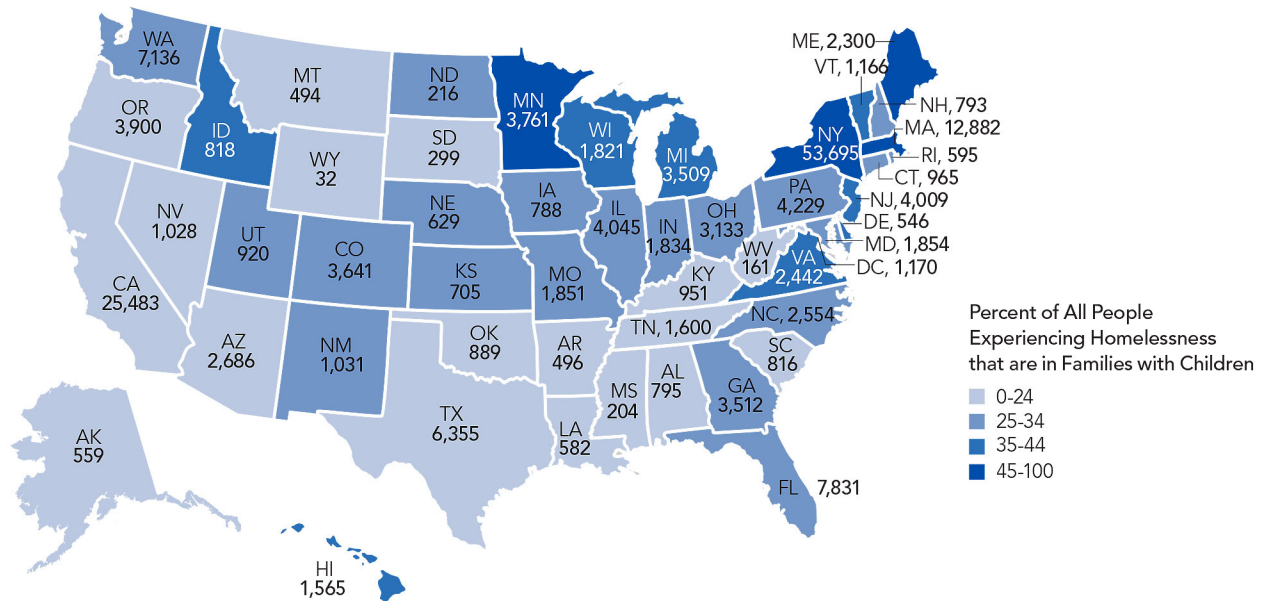 WA
7,136
MT
494
ND
216
MN
3,761
ME, 2,300
VT, 1,166
NH, 793
MA, 12,882
RI, 595
CT, 965
NJ, 4,009
DE, 546
MD, 1,854
DC, 1,170
OR
3,900
ID
818
WY
32
SD
299
WI
1,821
MI
3,509
NY
53,695
NV
1,028
UT
920
CO
3,641
NE
629
IA
788
IL
4,045
IN
1,834
OH
3,133
PA
4,229
WV
161
VA
2,442
CA
25,483
KS
705
MO
1,851
KY
951
NC, 2,554
TN, 1,600
AZ
2,686
NM
1,031
OK
889
AR
496
SC
816
MS
204
AL
795
GA
3,512
TX
6,355
LA
582
FL 7,831
AK
559
HI
1,565
Percent of All People
Experiencing Homelessness
that are in Families with Children
0-24
25-34
35-44
45-100